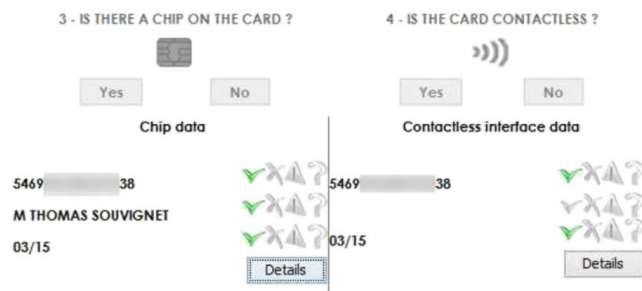 3 - IS THERE A CHIP ON THE CARD ?
Yes No
Chip data
5469 38
M THOMAS SOUVIGNET
03/15
Details
4 - IS THE CARD CONTACTLESS ?
Yes No
Contactless interface data
5469 38
03/15
Details